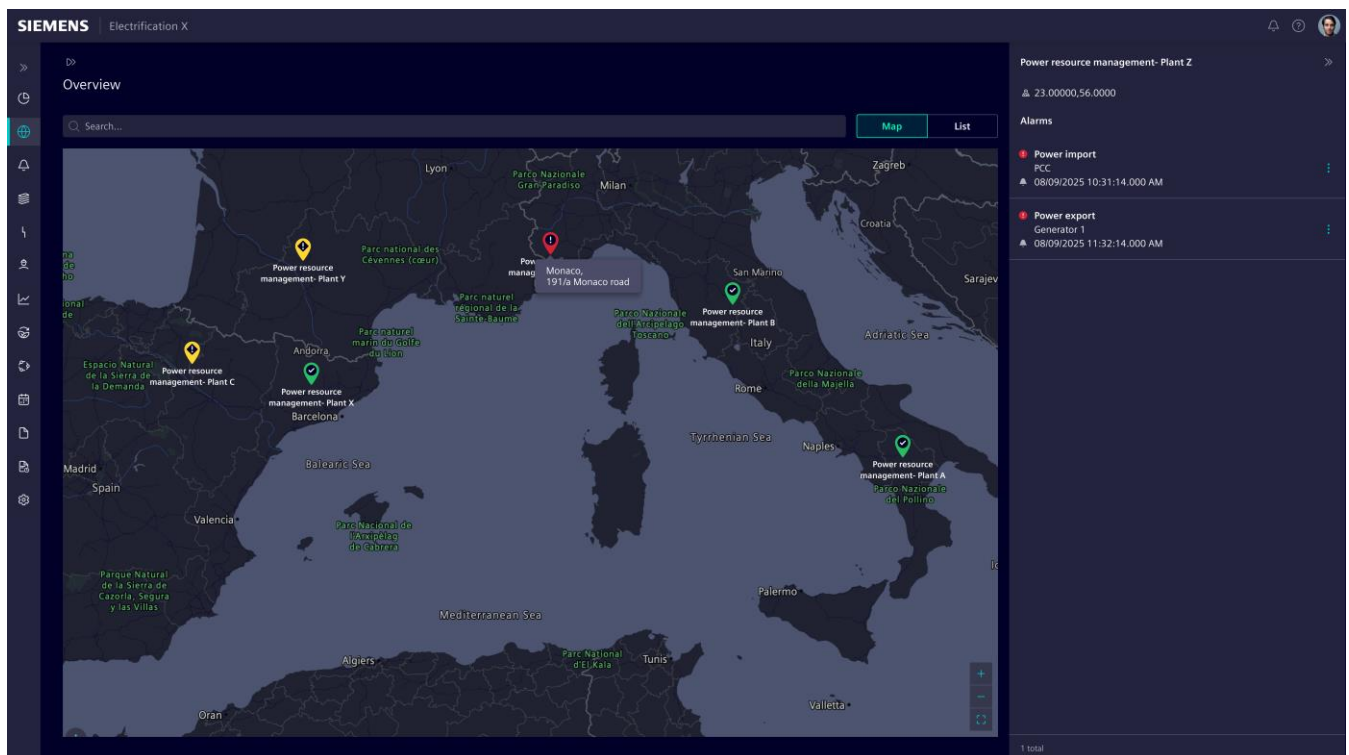 SIEMENS Electrification X
Overview
Search...
Map
List
Lyon
Parco Nazionale
Gran Paradiso
Milan
Zagreb
Croatia
Parc national des
Cévennes (cœur)
Power resource
management- Plant Y
Pow
manag
Monaco,
191/a Monaco road
San Marino
Sarajev
na
de
ho
ional
de
Parc naturel
régional de la
Sainte-Baume
Parco Nazionale
dell'Arcipelago
Toscano
Power resource
management- Plant B
Italy
Adriatic Sea
Parc naturel
marin du Golfe
du Lion
Andorra
Espacio Natural
de la Sierra de
la Demanda
Power resource
management- Plant C
Power resource
management- Plant X
Barcelona
Parco Nazionale
della Majella
Rome
Tyrrhenian Sea
Naples
Power resource
management- Plant A
Parco Nazionale
del Pollino
Madrid
Spain
Balearic Sea
Valencia
Parc Nacional de
l'Arxipèlag
de Cabrera
Parque Natural
de la Sierra de
Cazorla, Segura
y las Villas
Mediterranean Sea
Palermo
Algiers
Parc National
d'El Kala
Tunis
Valletta
Oran
Power resource management- Plant Z
23.00000,56.0000
Alarms
Power import
PCC
08/09/2025 10:31:14.000 AM
Power export
Generator 1
08/09/2025 11:32:14.000 AM
1 total